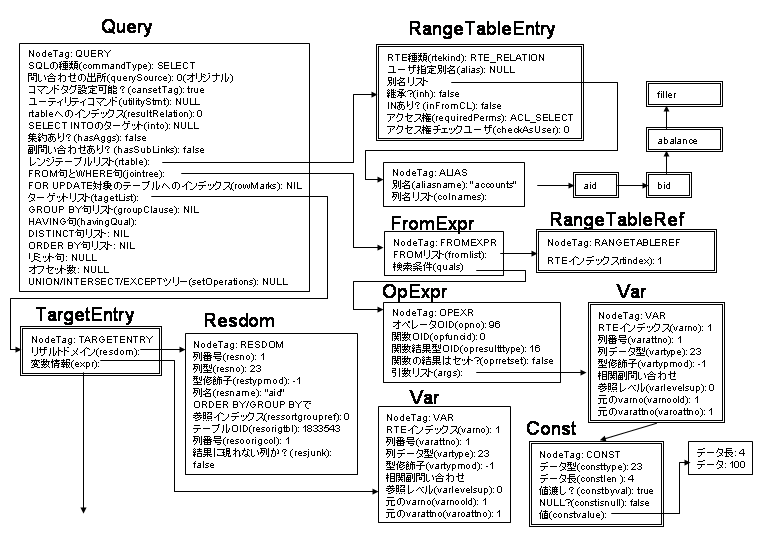 Query
NodeTag: QUERY
SQLの種類(commandType): SELECT
問い合わせの出所(querySource): 0(オリジナル)
コマンドタグ設定可能?(cansetTag): true
ユーティリティコマンド(utilityStmt): NULL
rtableへのインデックス(resultRelation): 0
SELECT INTOのターゲット(into): NULL
集約あり?(hasAggs): false
副問い合わせあり?(hasSubLinks): false
レンジテーブルリスト(rtable):
FROM句とWHERE句(jointree):
FOR UPDATE対象のテーブルへのインデックス(rowMarks): NIL
ターゲットリスト(tagetList):
GROUP BY句リスト(groupClause): NIL
HAVING句(havingQual):
DISTINCT句リスト: NIL
ORDER BY句リスト: NIL
リミット句: NULL
オフセット数: NULL
UNION/INTERSECT/EXCEPTツリー(setOperations): NULL
RangeTableEntry
RTE種類(rtekind): RTE_RELATION
ユーザ指定別名(alias): NULL
別名リスト
継承?(inh): false
INあり?(inFromCL): false
アクセス権(requiredPerms): ACL_SELECT
アクセス権チェックユーザ(checkAsUser): 0
filler
abalance
NodeTag: ALIAS
別名(aliasname): "accounts"
列名リスト(colnames):
aid
bid
FromExpr
NodeTag: FROMEXPR
FROMリスト(fromlist):
検索条件(quals)
RangeTableRef
NodeTag: RANGETABLEREF
RTEインデックスrtindex): 1
TargetEntry
NodeTag: TARGETENTRY
リザルトドメイン(resdom):
変数情報(expr):
Resdom
NodeTag: RESDOM
列番号(resno): 1
列型(resno): 23
型修飾子(restypmod): -1
列名(resname): "aid"
ORDER BY/GROUP BYで
参照インデックス(ressortgroupref): 0
テーブルOID(resorigtbl): 1833543
列番号(resoorigcol): 1
結果に現れない列か?(resjunk):
false
OpExpr
NodeTag: OPEXR
オペレータOID(opno): 96
関数OID(opfuncid): 0
関数結果型OID(opresultttype): 16
関数の結果はセット?(oprretset): false
引数リスト(args):
Var
NodeTag: VAR
RTEインデックス(varno): 1
列番号(varattno): 1
列データ型(vartype): 23
型修飾子(vartypmod): -1
相関副問い合わせ
参照レベル(varlevelsup): 0
元のvarno(varnoold): 1
元のvarattno(varoattno): 1
Var
NodeTag: VAR
RTEインデックス(varno): 1
列番号(varattno): 1
列データ型(vartype): 23
型修飾子(vartypmod): -1
相関副問い合わせ
参照レベル(varlevelsup): 0
元のvarno(varnoold): 1
元のvarattno(varoattno): 1
Const
NodeTag: CONST
データ型(consttype): 23
データ長(constlen ): 4
値渡し?(constbyval): true
NULL?(constisnull): false
値(constvalue):
データ長: 4
データ: 100